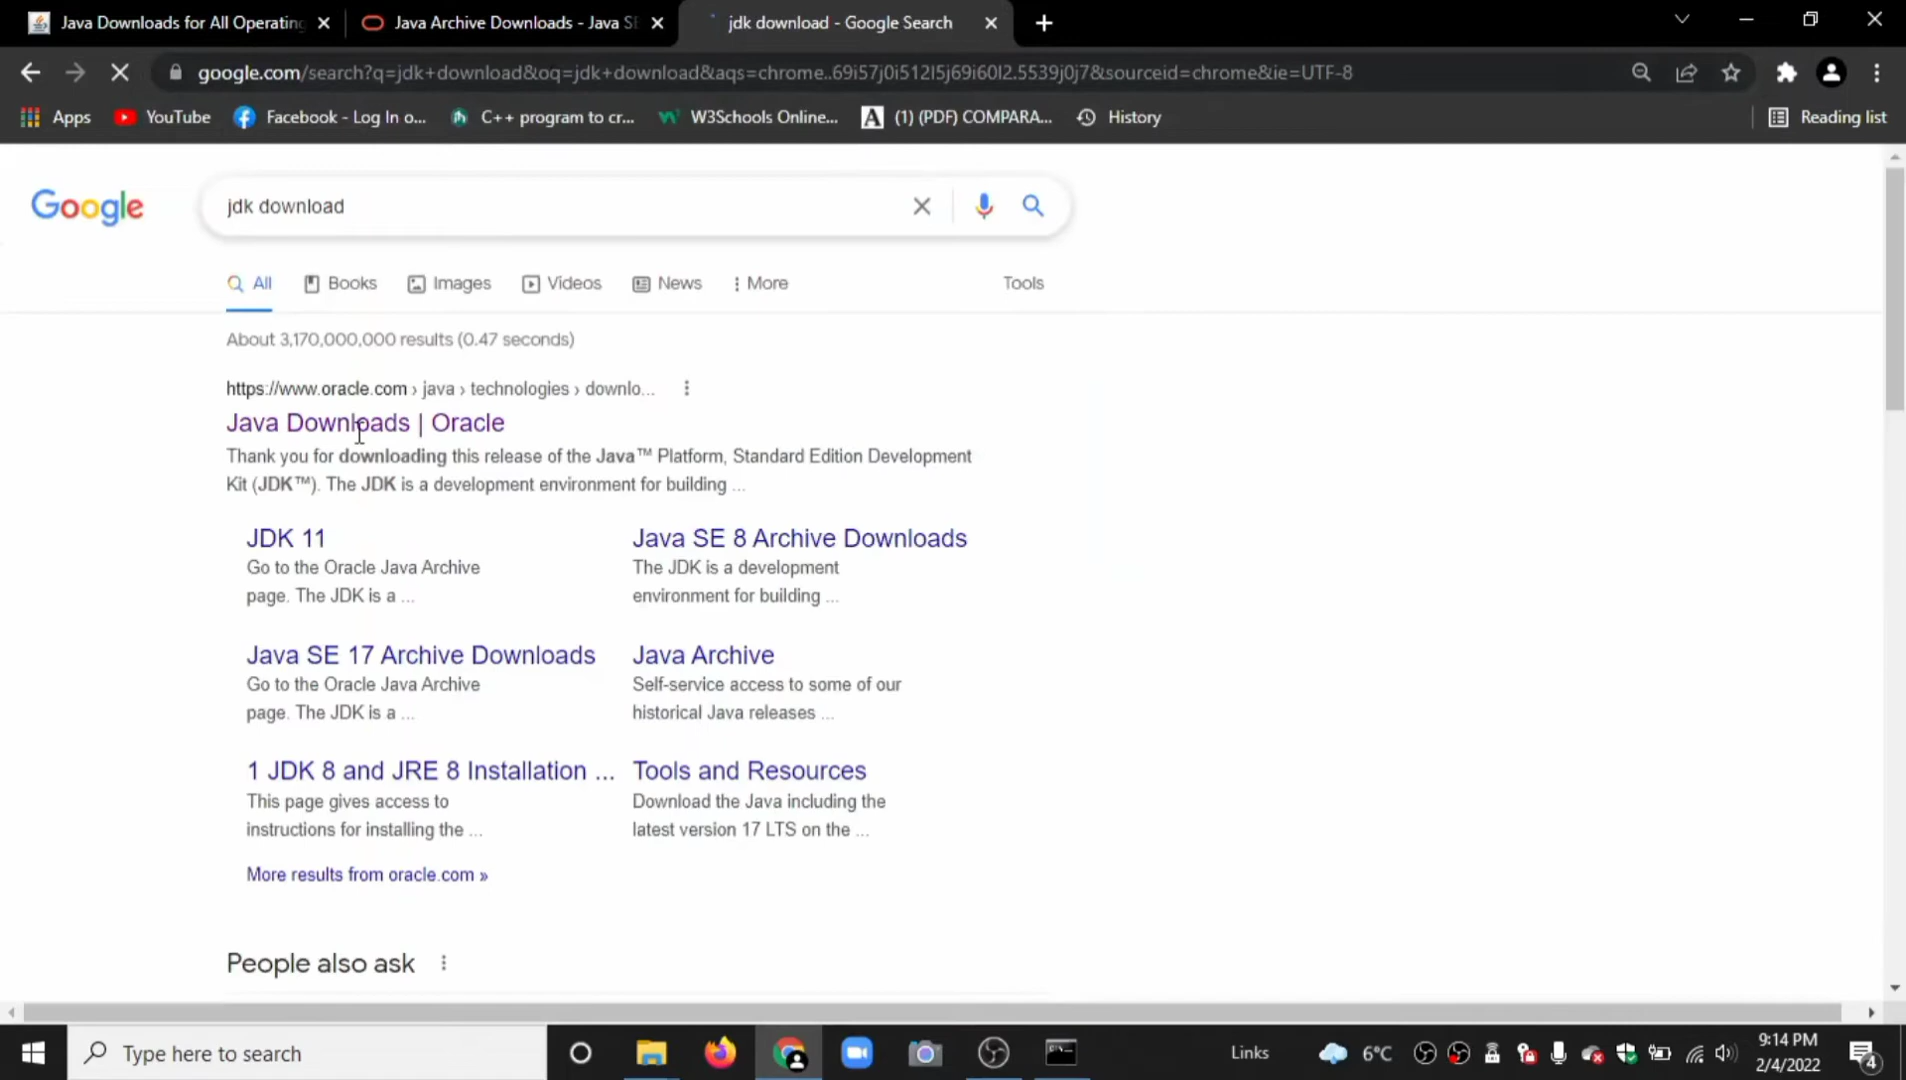 Java Downloads for All Operating
Java Archive Downloads - Java SE
jdk download - Google Search
google.com/search?q=jdk+download&oq=jdk+download&aqs=chrome..69i57j0i512l5j69i60l2.5539j0j7&sourceid=chrome&ie=UTF-8
Apps
YouTube
Facebook - Log In o...
C++ program to cr...
W3Schools Online...
(1) (PDF) COMPARA...
History
Reading list
Google
jdk download
All
Books
Images
Videos
News
More
Tools
About 3,170,000,000 results (0.47 seconds)
https://www.oracle.com › java › technologies › downlo...
Java Downloads | Oracle
Thank you for downloading this release of the Java™ Platform, Standard Edition Development
Kit (JDK™). The JDK is a development environment for building ...
JDK 11
Go to the Oracle Java Archive
page. The JDK is a ...
Java SE 8 Archive Downloads
The JDK is a development
environment for building ...
Java SE 17 Archive Downloads
Go to the Oracle Java Archive
page. The JDK is a ...
Java Archive
Self-service access to some of our
historical Java releases ...
1 JDK 8 and JRE 8 Installation ...
This page gives access to
instructions for installing the ...
Tools and Resources
Download the Java including the
latest version 17 LTS on the ...
More results from oracle.com »
People also ask
Type here to search
Links
6°C
9:14 PM
2/4/2022
4